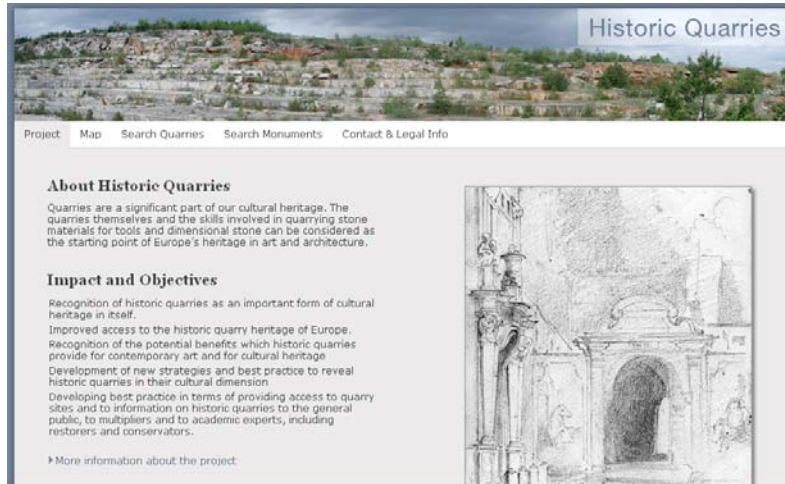 Historic Quarries
Project Map Search Quarries Search Monuments Contact & Legal Info
About Historic Quarries
Quarries are a significant part of our cultural heritage. The
quarries themselves and the skills involved in quarrying stone
materials for tools and dimensional stone can be considered as
the starting point of Europe's heritage in art and architecture.
Impact and Objectives
Recognition of historic quarries as an important form of cultural
heritage in itself.
Improved access to the historic quarry heritage of Europe.
Recognition of the potential benefits which historic quarries
provide for contemporary art and for cultural heritage
Development of new strategies and best practice to reveal
historic quarries in their cultural dimension
Developing best practice in terms of providing access to quarry
sites and to information on historic quarries to the general
public, to multipliers and to academic experts, including
restorers and conservators.
More information about the project